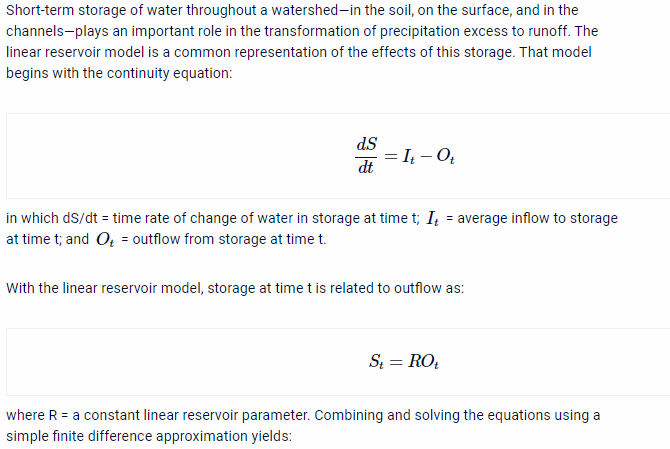 Short-term storage of water throughout a watershed—in the soil, on the surface, and in the
channels—plays an important role in the transformation of precipitation excess to runoff. The
linear reservoir model is a common representation of the effects of this storage. That model
begins with the continuity equation:
dS/dt = I_t − O_t
in which dS/dt = time rate of change of water in storage at time t; I_t = average inflow to storage
at time t; and O_t = outflow from storage at time t.
With the linear reservoir model, storage at time t is related to outflow as:
S_t = RO_t
where R = a constant linear reservoir parameter. Combining and solving the equations using a
simple finite difference approximation yields: